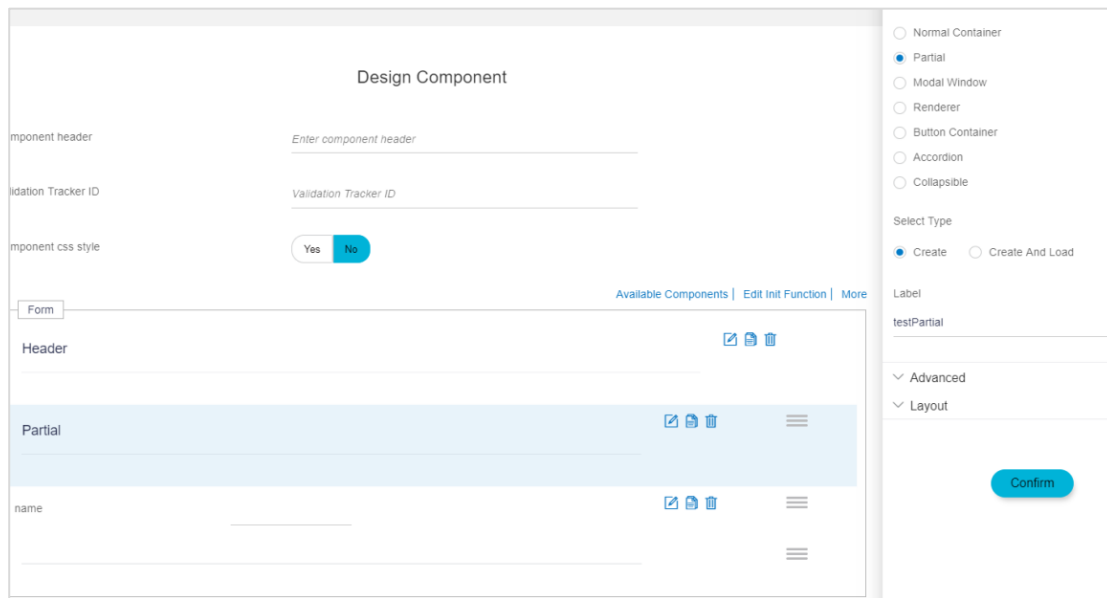 Design Component
mponent header
Enter component header
lidation Tracker ID
Validation Tracker ID
mponent css style
Yes No
Available Components | Edit Init Function | More
Form
Header
Partial
name
Normal Container
Partial
Modal Window
Renderer
Button Container
Accordion
Collapsible
Select Type
Create Create And Load
Label
testPartial
Advanced
Layout
Confirm